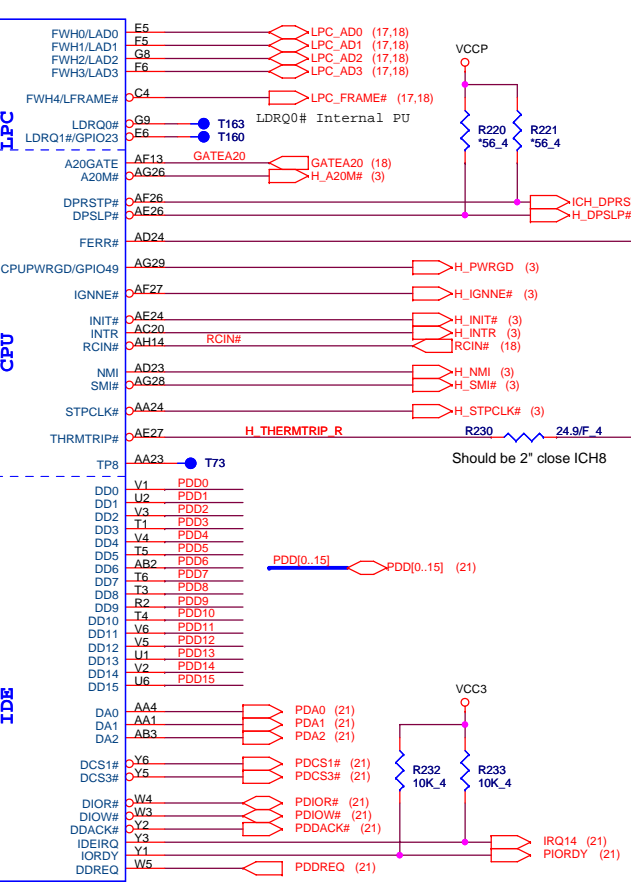 FWH0/LAD0 E5 LPC_AD0 (17,18)
FWH1/LAD1 F5 LPC_AD1 (17,18)
FWH2/LAD2 G8 LPC_AD2 (17,18)
FWH3/LAD3 F6 LPC_AD3 (17,18)
VCCP
FWH4/LFRAME# C4 LPC_FRAME# (17,18)
LPC
LDRQ0# G9 T163 LDRQ0# Internal PU
LDRQ1#/GPIO23 E6 T160
R220 *56_4
R221 *56_4
A20GATE AF13 GATEA20 GATEA20 (18)
A20M# AG26 H_A20M# (3)
DPRSTP# AF26 ICH_DPRS
DPSLP# AE26 H_DPSLP#
FERR# AD24
CPUPWRGD/GPIO49 AG29 H_PWRGD (3)
IGNNE# AF27 H_IGNNE# (3)
CPU
INIT# AE24 H_INIT# (3)
INTR AC20 H_INTR (3)
RCIN# AH14 RCIN# RCIN# (18)
NMI AD23 H_NMI (3)
SMI# AG28 H_SMI# (3)
STPCLK# AA24 H_STPCLK# (3)
THRMTRIP# AE27 H_THERMTRIP_R R230 24.9/F_4
Should be 2" close ICH8
TP8 AA23 T73
DD0 V1 PDD0
DD1 U2 PDD1
DD2 V3 PDD2
DD3 T1 PDD3
DD4 V4 PDD4
DD5 T5 PDD5
DD6 AB2 PDD6
PDD[0..15] PDD[0..15] (21)
DD7 T6 PDD7
DD8 T3 PDD8
DD9 R2 PDD9
DD10 T4 PDD10
DD11 V6 PDD11
DD12 V5 PDD12
DD13 U1 PDD13
DD14 V2 PDD14
DD15 U6 PDD15
IDE
VCC3
DA0 AA4 PDA0 (21)
DA1 AA1 PDA1 (21)
DA2 AB3 PDA2 (21)
DCS1# Y6 PDCS1# (21)
DCS3# Y5 PDCS3# (21)
R232 10K_4
R233 10K_4
DIOR# W4 PDIOR# (21)
DIOW# W3 PDIOW# (21)
DDACK# Y2 PDDACK# (21)
IDEIRQ Y3 IRQ14 (21)
IORDY Y1 PIORDY (21)
DDREQ W5 PDDREQ (21)